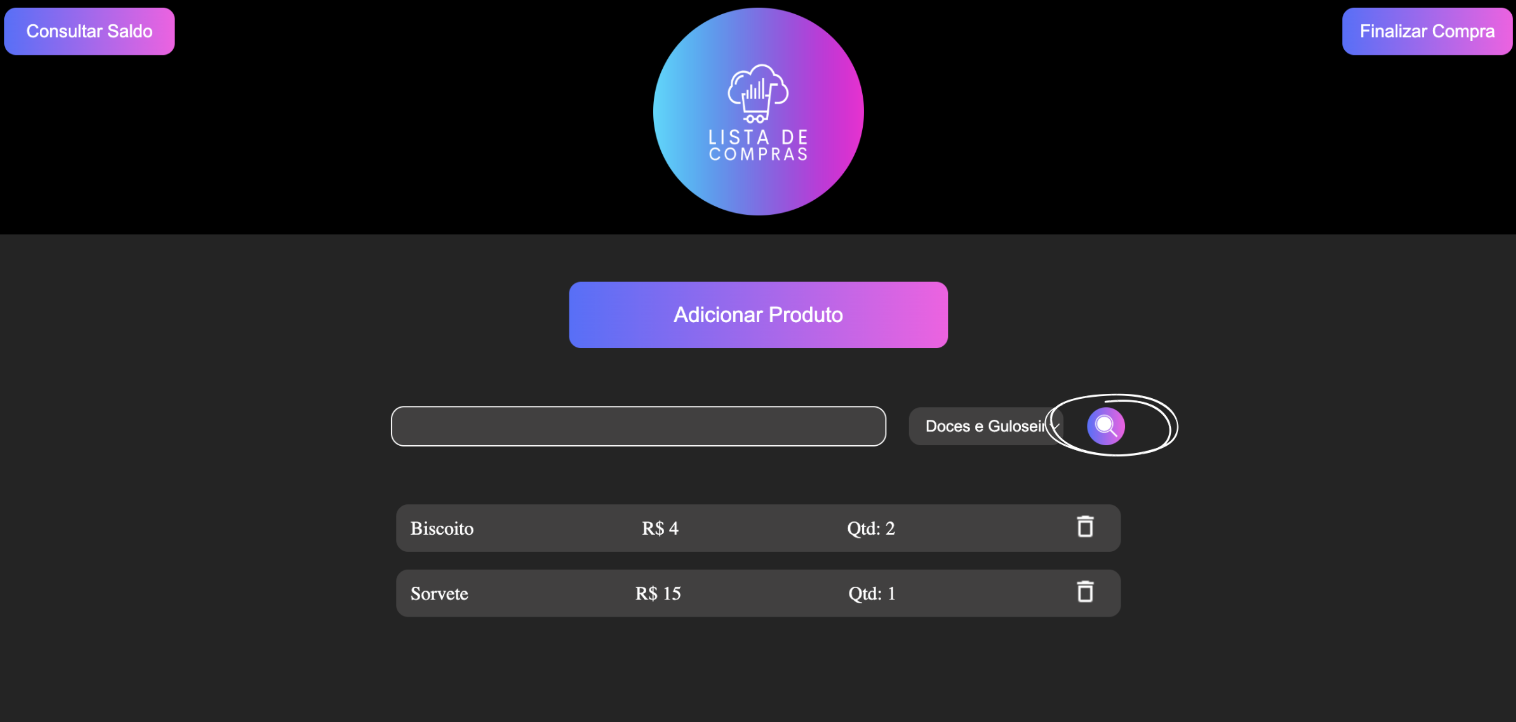 Consultar Saldo
Finalizar Compra
LISTA DE
COMPRAS
Adicionar Produto
Doces e Guloseir
Biscoito R$ 4 Qtd: 2
Sorvete R$ 15 Qtd: 1